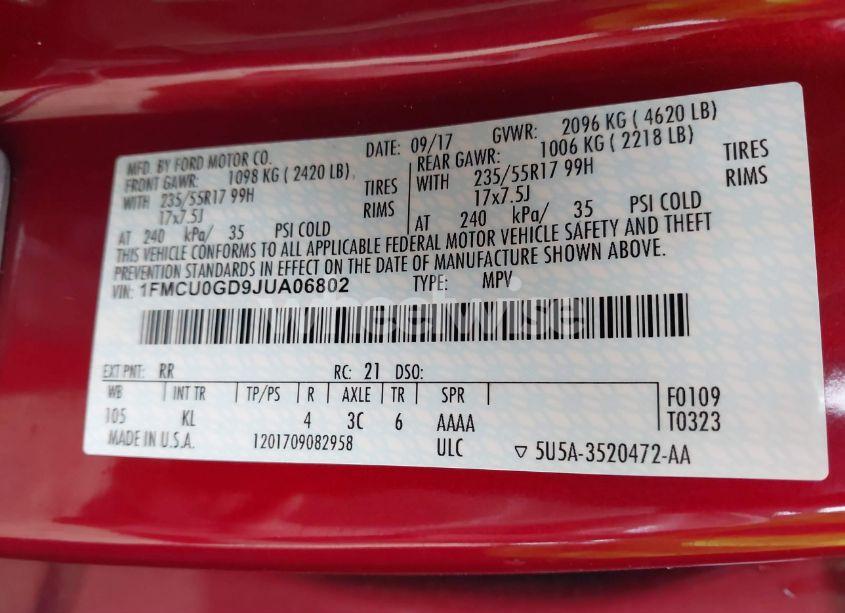 MFD. BY FORD MOTOR CO. DATE: 09/17 GVWR: 2096 KG ( 4620 LB)
FRONT GAWR: 1098 KG ( 2420 LB) REAR GAWR: 1006 KG ( 2218 LB)
WITH 235/55R17 99H TIRES WITH 235/55R17 99H TIRES
17x7.5J RIMS 17x7.5J RIMS
AT 240 kPa/ 35 PSI COLD AT 240 kPa/ 35 PSI COLD
THIS VEHICLE CONFORMS TO ALL APPLICABLE FEDERAL MOTOR VEHICLE SAFETY AND THEFT
PREVENTION STANDARDS IN EFFECT ON THE DATE OF MANUFACTURE SHOWN ABOVE.
VIN: 1FMCU0GD9JUA06802 TYPE: MPV
wheelwise
EXT PNT: RR RC: 21 DSO:
WB INT TR TP/PS R AXLE TR SPR F0109
105 KL 4 3C 6 AAAA T0323
MADE IN U.S.A. 1201709082958 ULC ▽ 5U5A-3520472-AA